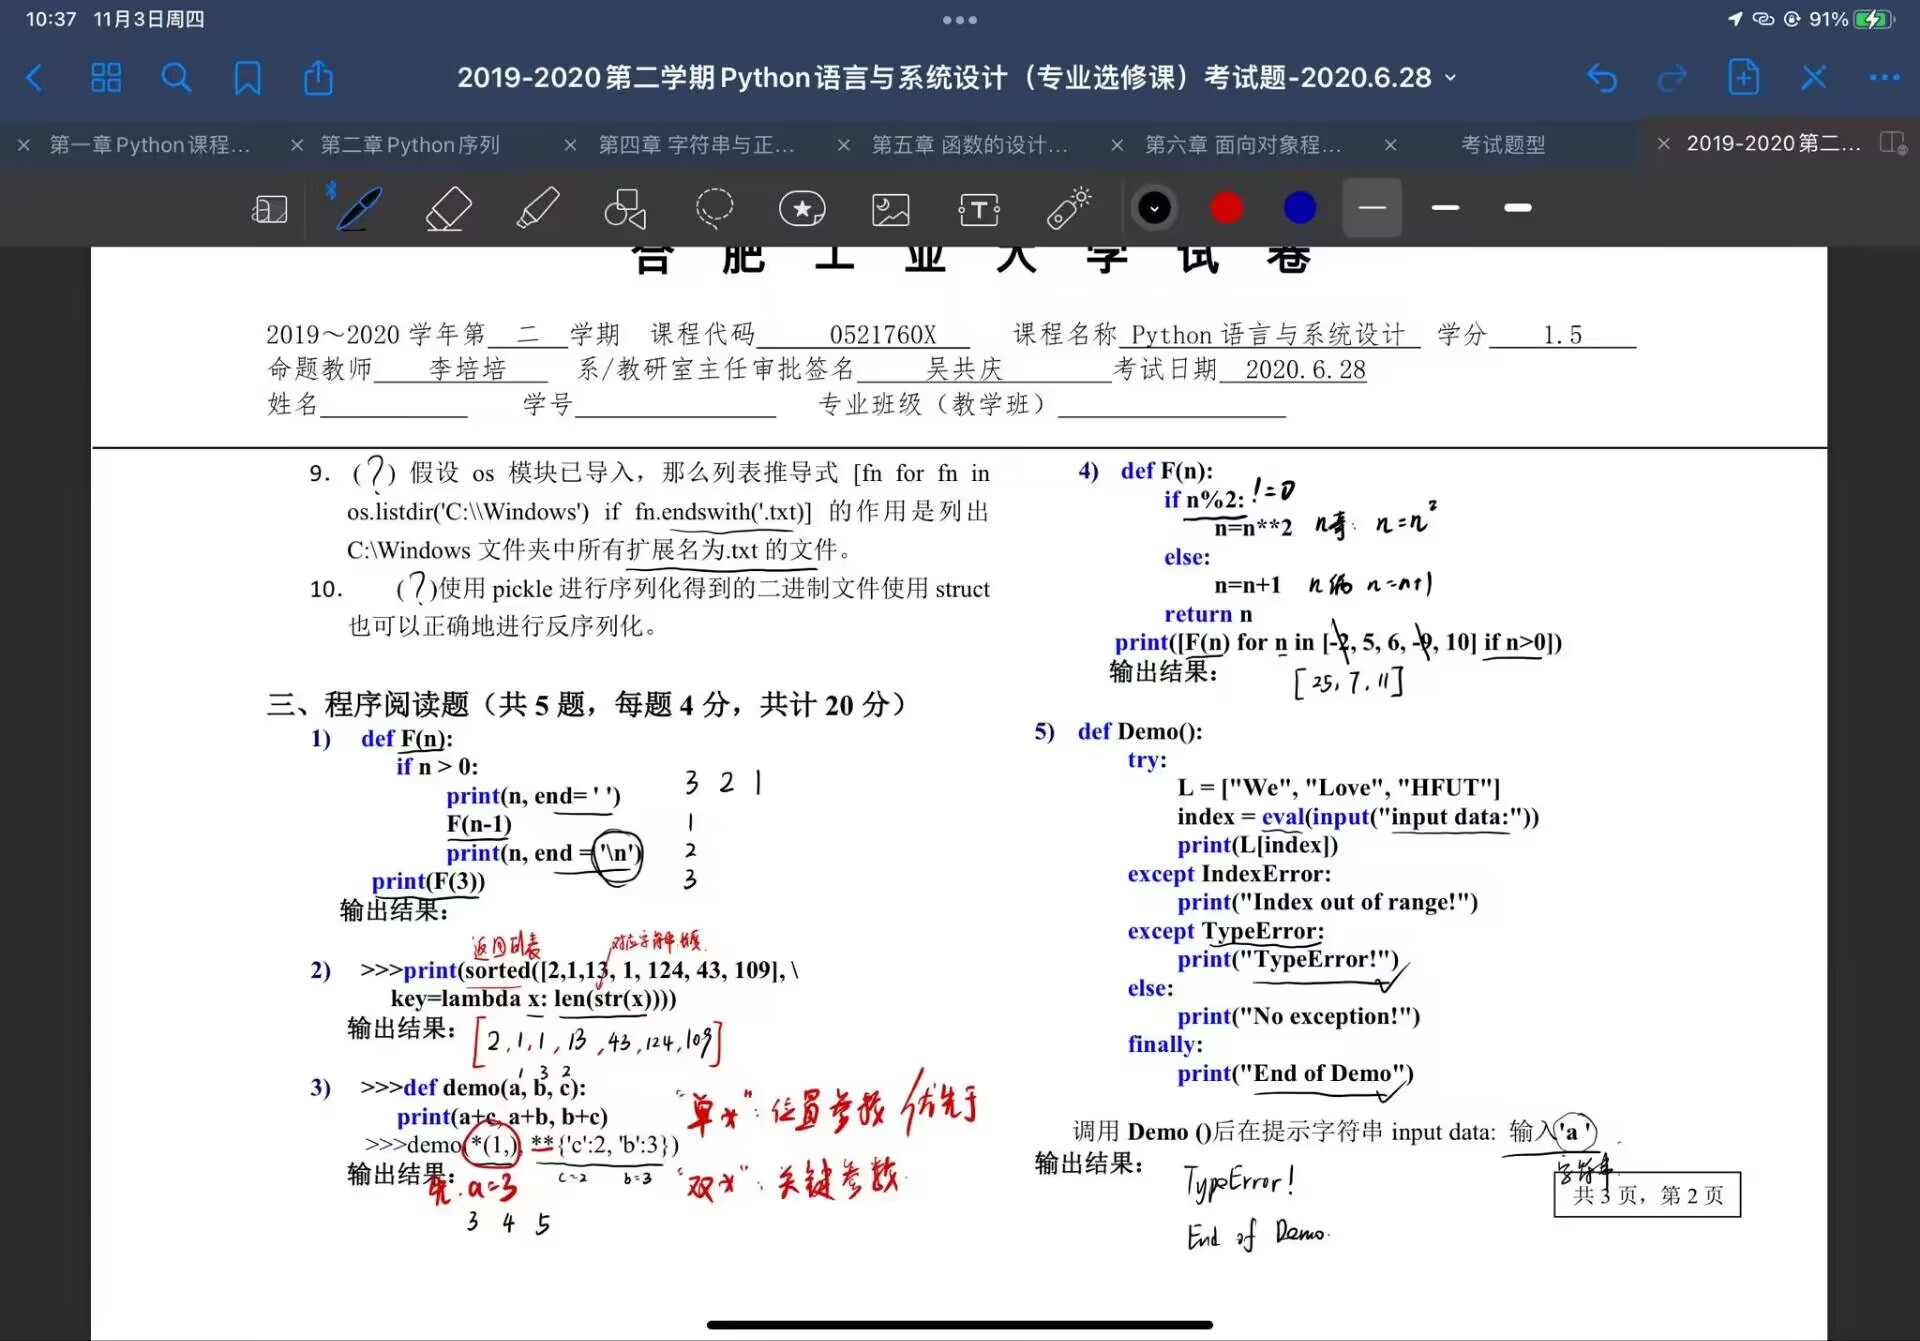 10:37 11月3日周四
91%
2019-2020第二学期Python语言与系统设计（专业选修课）考试题-2020.6.28
第一章Python课程...
第二章Python序列
第四章 字符串与正...
第五章 函数的设计...
第六章 面向对象程...
考试题型
2019-2020第二...
合 肥 工 业 大 学 试 卷
2019～2020 学年第 二 学期 课程代码 0521760X 课程名称 Python 语言与系统设计 学分 1.5
命题教师 李培培 系/教研室主任审批签名 吴共庆 考试日期 2020.6.28
姓名 学号 专业班级（教学班）
9. (?) 假设 os 模块已导入，那么列表推导式 [fn for fn in
os.listdir('C:\\Windows') if fn.endswith('.txt)] 的作用是列出
C:\Windows 文件夹中所有扩展名为.txt 的文件。
10. (?)使用 pickle 进行序列化得到的二进制文件使用 struct
也可以正确地进行反序列化。
三、程序阅读题（共 5 题，每题 4 分，共计 20 分）
1) def F(n):
if n > 0:
print(n, end= ' ') 3 2 1
F(n-1) 1
print(n, end ='\n') 2
print(F(3)) 3
输出结果：
返回列表 对应字符串长度
2) >>>print(sorted([2,1,13, 1, 124, 43, 109], \
key=lambda x: len(str(x))))
输出结果： [2,1,1,13,43,124,109]
1 3 2
3) >>>def demo(a, b, c):
print(a+c, a+b, b+c)
>>>demo(*(1,), **{'c':2, 'b':3})
c=2 b=3
输出结果：
先. a=3
3 4 5
"单*"：位置参数 优先于
"双*"：关键参数
4) def F(n):
if n%2: !=0
n=n**2 n奇: n=n²
else:
n=n+1 n偶 n=n+1
return n
print([F(n) for n in [-2, 5, 6, -9, 10] if n>0])
输出结果： [25,7,11]
5) def Demo():
try:
L = ["We", "Love", "HFUT"]
index = eval(input("input data:"))
print(L[index])
except IndexError:
print("Index out of range!")
except TypeError:
print("TypeError!")
else:
print("No exception!")
finally:
print("End of Demo")
调用 Demo ()后在提示字符串 input data: 输入'a '
字符串
输出结果： TypeError!
End of Demo.
共 3 页，第 2 页